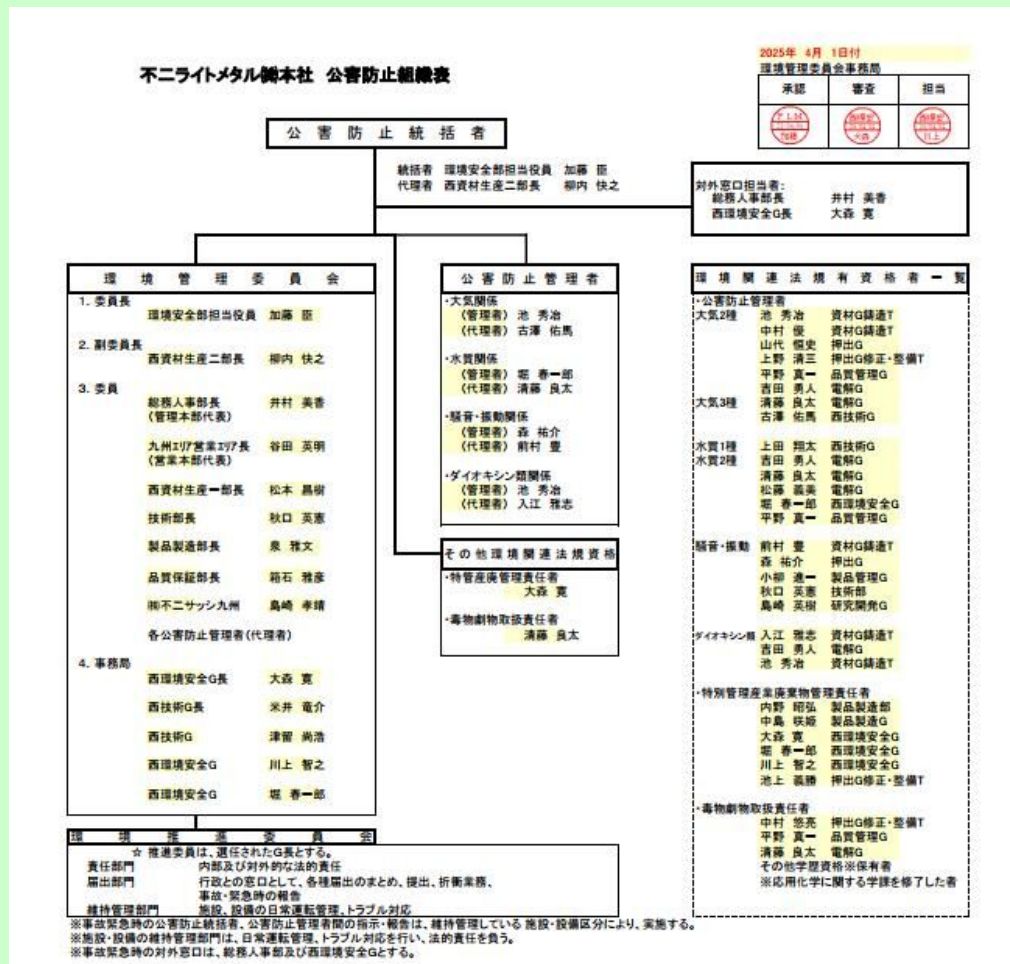 不二ライトメタル㈱本社 公害防止組織表
2025年 4月 1日付
環境管理委員会事務局
承認 審査 担当
公害防止統括者
統括者 環境安全部担当役員 加藤 臣
代理者 西資材生産二部長 柳内 快之
対外窓口担当者:
総務人事部長 井村 美香
西環境安全G長 大森 寛
環境管理委員会
1. 委員長
環境安全部担当役員 加藤 臣
2. 副委員長
西資材生産二部長 柳内 快之
3. 委員
総務人事部長 井村 美香
(管理本部代表)
九州エリア営業エリア長 谷田 英明
(営業本部代表)
西資材生産一部長 松本 昌樹
技術部長 秋口 英憲
製品製造部長 泉 雅文
品質保証部長 箱石 雅彦
㈱不二サッシ九州 島崎 孝靖
各公害防止管理者(代理者)
4. 事務局
西環境安全G長 大森 寛
西技術G長 米井 竜介
西技術G 津留 尚浩
西環境安全G 川上 智之
西環境安全G 堀 春一郎
公害防止管理者
・大気関係
(管理者) 池 秀治
(代理者) 古澤 佑馬
・水質関係
(管理者) 堀 春一郎
(代理者) 清藤 良太
・騒音・振動関係
(管理者) 森 祐介
(代理者) 前村 豊
・ダイオキシン類関係
(管理者) 池 秀治
(代理者) 入江 雅志
その他環境関連法規資格
・特管産廃管理責任者
大森 寛
・毒物劇物取扱責任者
清藤 良太
環境関連法規有資格者一覧
・公害防止管理者
大気2種 池 秀治 資材G鋳造T
中村 優 資材G鋳造T
山代 恒史 押出G
上野 清三 押出G修正・整備T
平野 真一 品質管理G
吉田 勇人 電解G
大気3種 清藤 良太 電解G
古澤 佑馬 西技術G
水質1種 上田 翔太 西技術G
水質2種 吉田 勇人 電解G
清藤 良太 電解G
松藤 義美 電解G
堀 春一郎 西環境安全G
平野 真一 品質管理G
騒音・振動 前村 豊 資材G鋳造T
森 祐介 押出G
小柳 進一 製品管理G
秋口 英憲 技術部
島崎 英樹 研究開発G
ダイオキシン類 入江 雅志 資材G鋳造T
吉田 勇人 電解G
池 秀治 資材G鋳造T
・特別管理産業廃棄物管理責任者
内野 昭弘 製品製造部
中島 咲姫 製品製造G
大森 寛 西環境安全G
堀 春一郎 西環境安全G
川上 智之 西環境安全G
池上 義勝 押出G修正・整備T
・毒物劇物取扱責任者
中村 悠亮 押出G修正・整備T
平野 真一 品質管理G
清藤 良太 電解G
その他学歴資格※保有者
※応用化学に関する学課を修了した者
環境推進委員会
☆ 推進委員は、選任されたG長とする。
責任部門 内部及び対外的な法的責任
届出部門 行政との窓口として、各種届出のまとめ、提出、折衝業務、
事故・緊急時の報告
維持管理部門 施設、設備の日常運転管理、トラブル対応
※事故緊急時の公害防止統括者、公害防止管理者間の指示・報告は、維持管理している 施設・設備区分により、実施する。
※施設・設備の維持管理部門は、日常運転管理、トラブル対応を行い、法的責任を負う。
※事故緊急時の対外窓口は、総務人事部及び西環境安全Gとする。